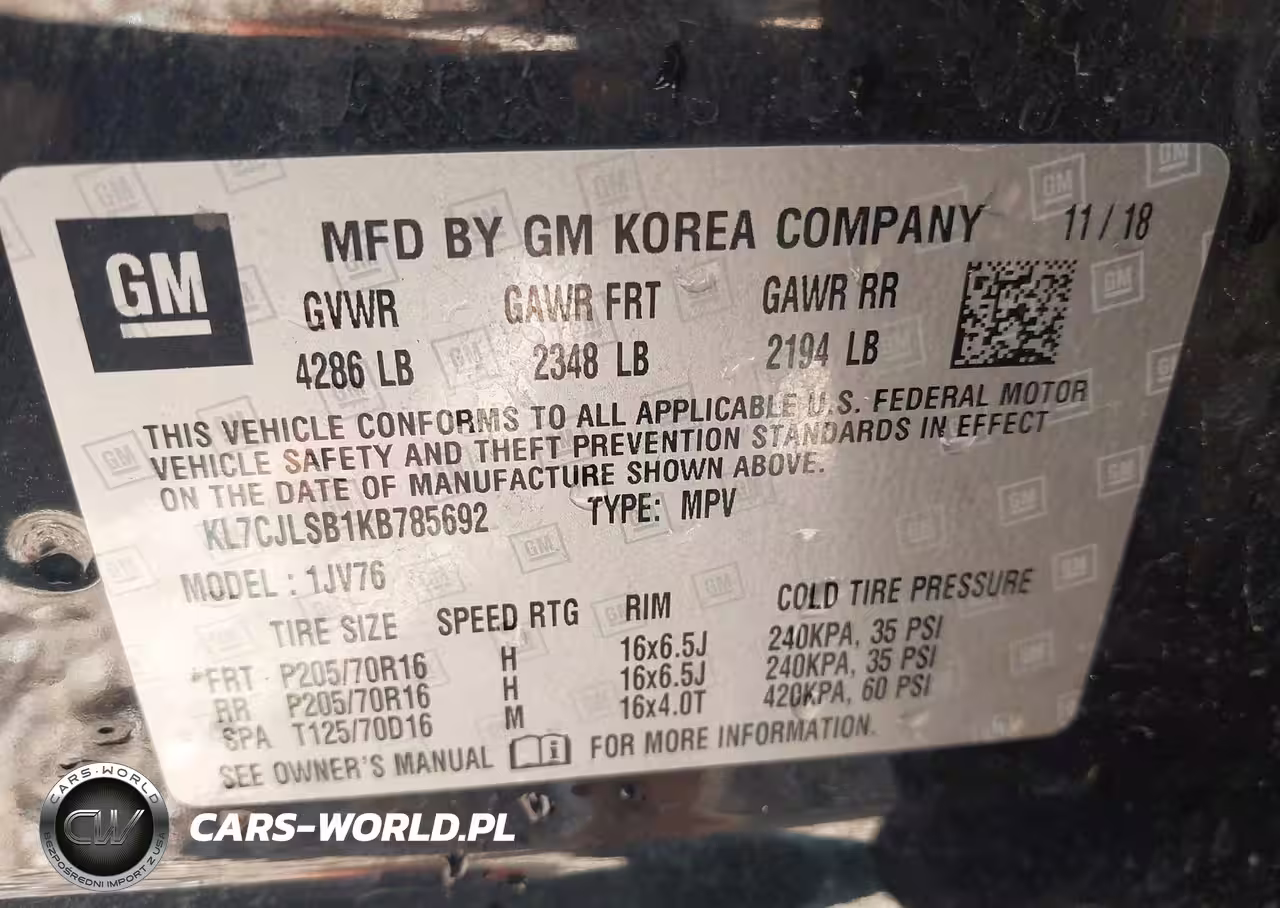 GM
MFD BY GM KOREA COMPANY 11 / 18
GVWR GAWR FRT GAWR RR
4286 LB 2348 LB 2194 LB
THIS VEHICLE CONFORMS TO ALL APPLICABLE U.S. FEDERAL MOTOR
VEHICLE SAFETY AND THEFT PREVENTION STANDARDS IN EFFECT
ON THE DATE OF MANUFACTURE SHOWN ABOVE.
KL7CJLSB1KB785692 TYPE: MPV
MODEL : 1JV76
TIRE SIZE SPEED RTG RIM COLD TIRE PRESSURE
*FRT P205/70R16 H 16x6.5J 240KPA, 35 PSI
RR P205/70R16 H 16x6.5J 240KPA, 35 PSI
SPA T125/70D16 M 16x4.0T 420KPA, 60 PSI
SEE OWNER'S MANUAL FOR MORE INFORMATION.
CARS-WORLD
CW
BEZPOŚREDNI IMPORT Z USA
CARS-WORLD.PL